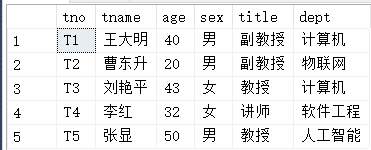 tno tname age sex title dept
1 T1 王大明 40 男 副教授 计算机
2 T2 曹东升 20 男 副教授 物联网
3 T3 刘艳平 43 女 教授 计算机
4 T4 李红 32 女 讲师 软件工程
5 T5 张显 50 男 教授 人工智能